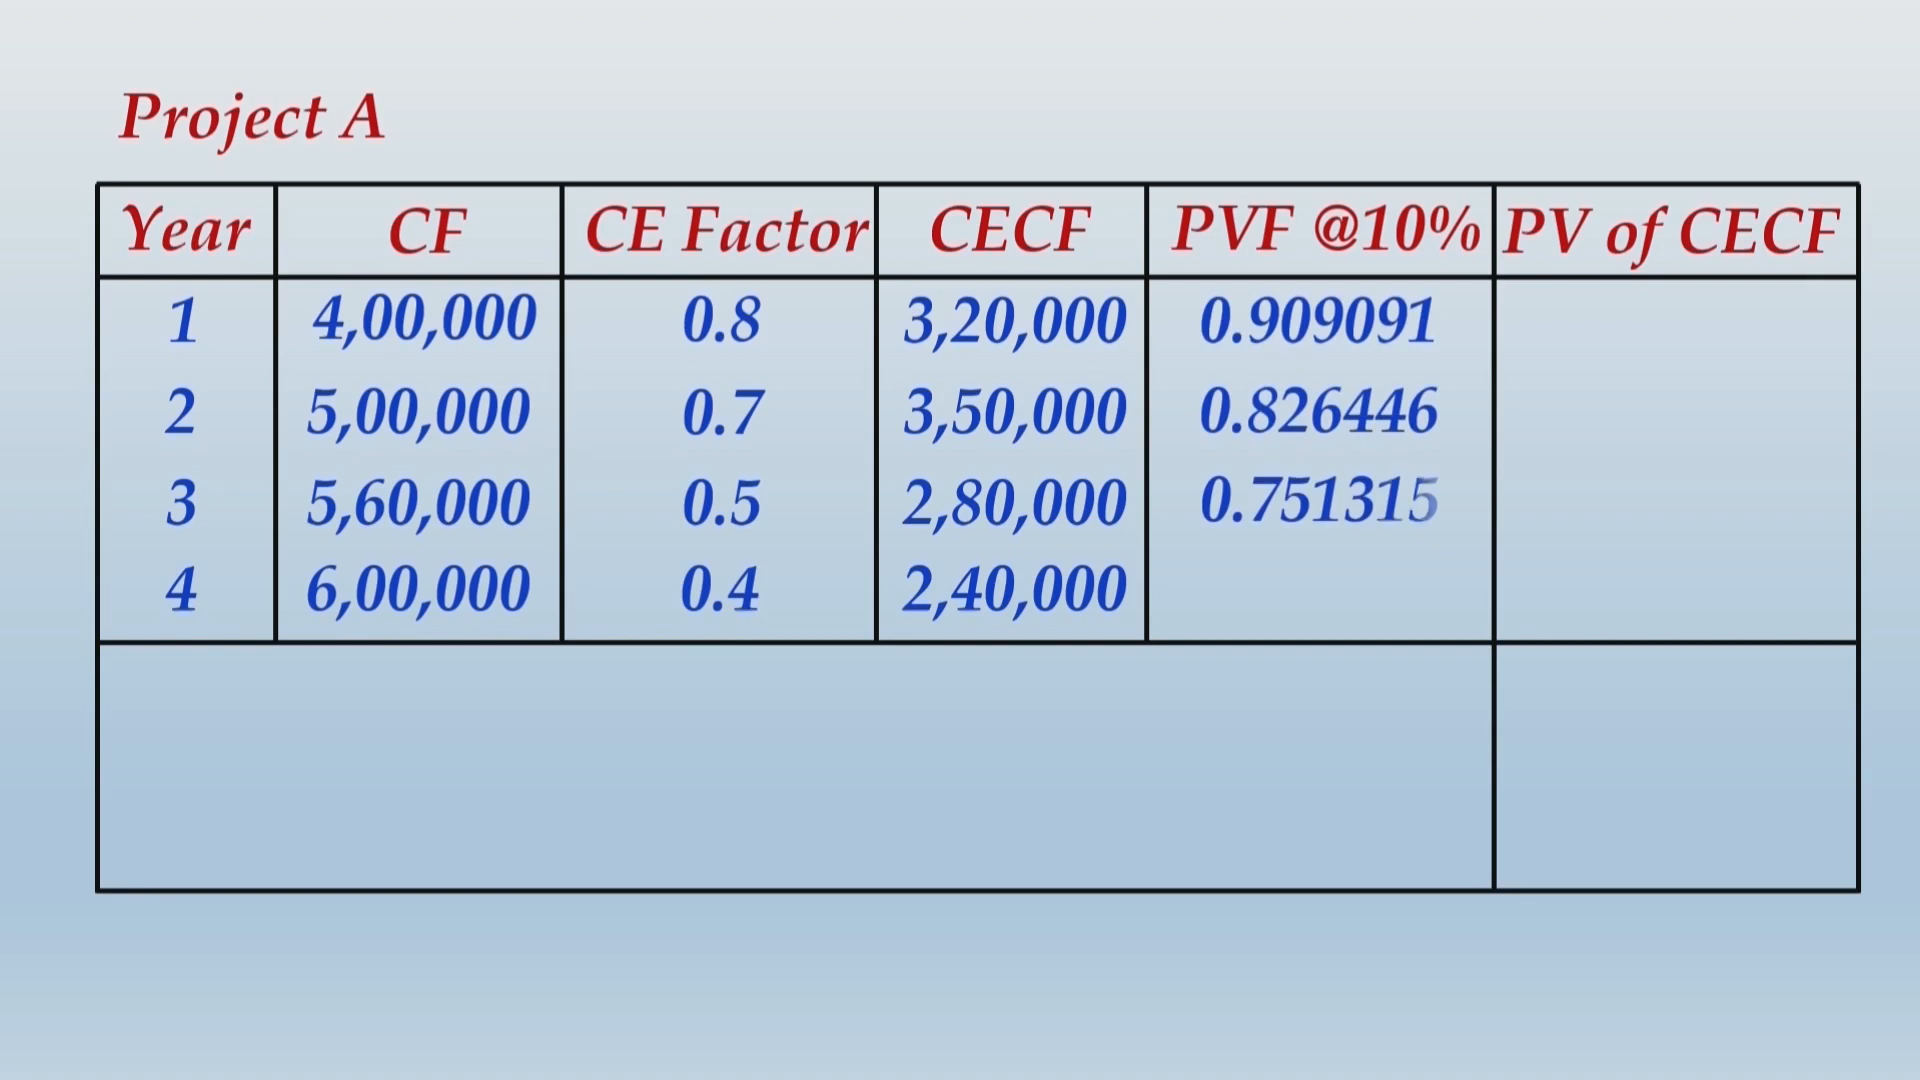 Project A
Year CF CE Factor CECF PVF @10% PV of CECF
1 4,00,000 0.8 3,20,000 0.909091
2 5,00,000 0.7 3,50,000 0.826446
3 5,60,000 0.5 2,80,000 0.751315
4 6,00,000 0.4 2,40,000